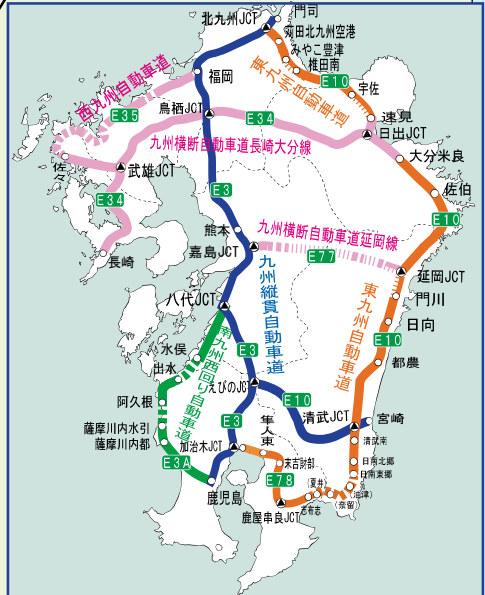 北九州JCT
門司
苅田北九州空港
みやこ豊津
椎田南
東九州自動車道
E10
宇佐
西九州自動車道
福岡
E35
鳥栖JCT
E34
速見
日出JCT
九州横断自動車道長崎大分線
大分米良
佐々
武雄JCT
佐伯
E34
E3
E10
熊本
九州横断自動車道延岡線
嘉島JCT
E77
長崎
延岡JCT
九州縦貫自動車道
門川
八代JCT
東九州自動車道
日向
南九州西回り自動車道
水俣
E3
E10
出水
都農
えびのJCT
阿久根
E10
薩摩川内水引
E3
隼人東
清武JCT
宮崎
薩摩川内都
加治木JCT
清武南
E3A
末吉財部
日南北郷
E78
(夏井)
日南東郷
鹿児島
(油津)
志布志
(奈留)
鹿屋串良JCT